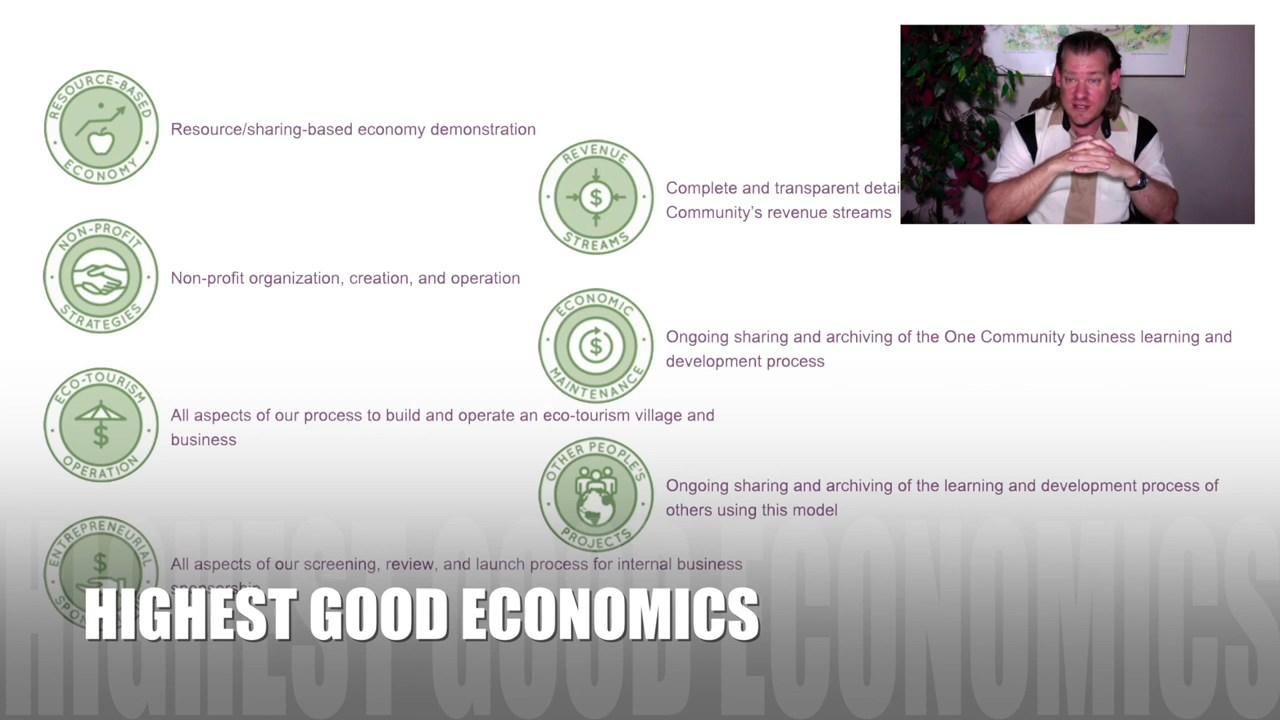 RESOURCE-BASED
ECONOMY
Resource/sharing-based economy demonstration
NON-PROFIT
STRATEGIES
Non-profit organization, creation, and operation
ECO-TOURISM
$
OPERATION
All aspects of our process to build and operate an eco-tourism village and
business
ENTREPRENEURIAL
$
All aspects of our screening, review, and launch process for internal business
sponsorship
REVENUE
$
STREAMS
Complete and transparent detai
Community's revenue streams
ECONOMIC
$
MAINTENANCE
Ongoing sharing and archiving of the One Community business learning and
development process
OTHER PEOPLE'S
PROJECTS
Ongoing sharing and archiving of the learning and development process of
others using this model
HIGHEST GOOD ECONOMICS
HIGHEST GOOD ECONOMICS